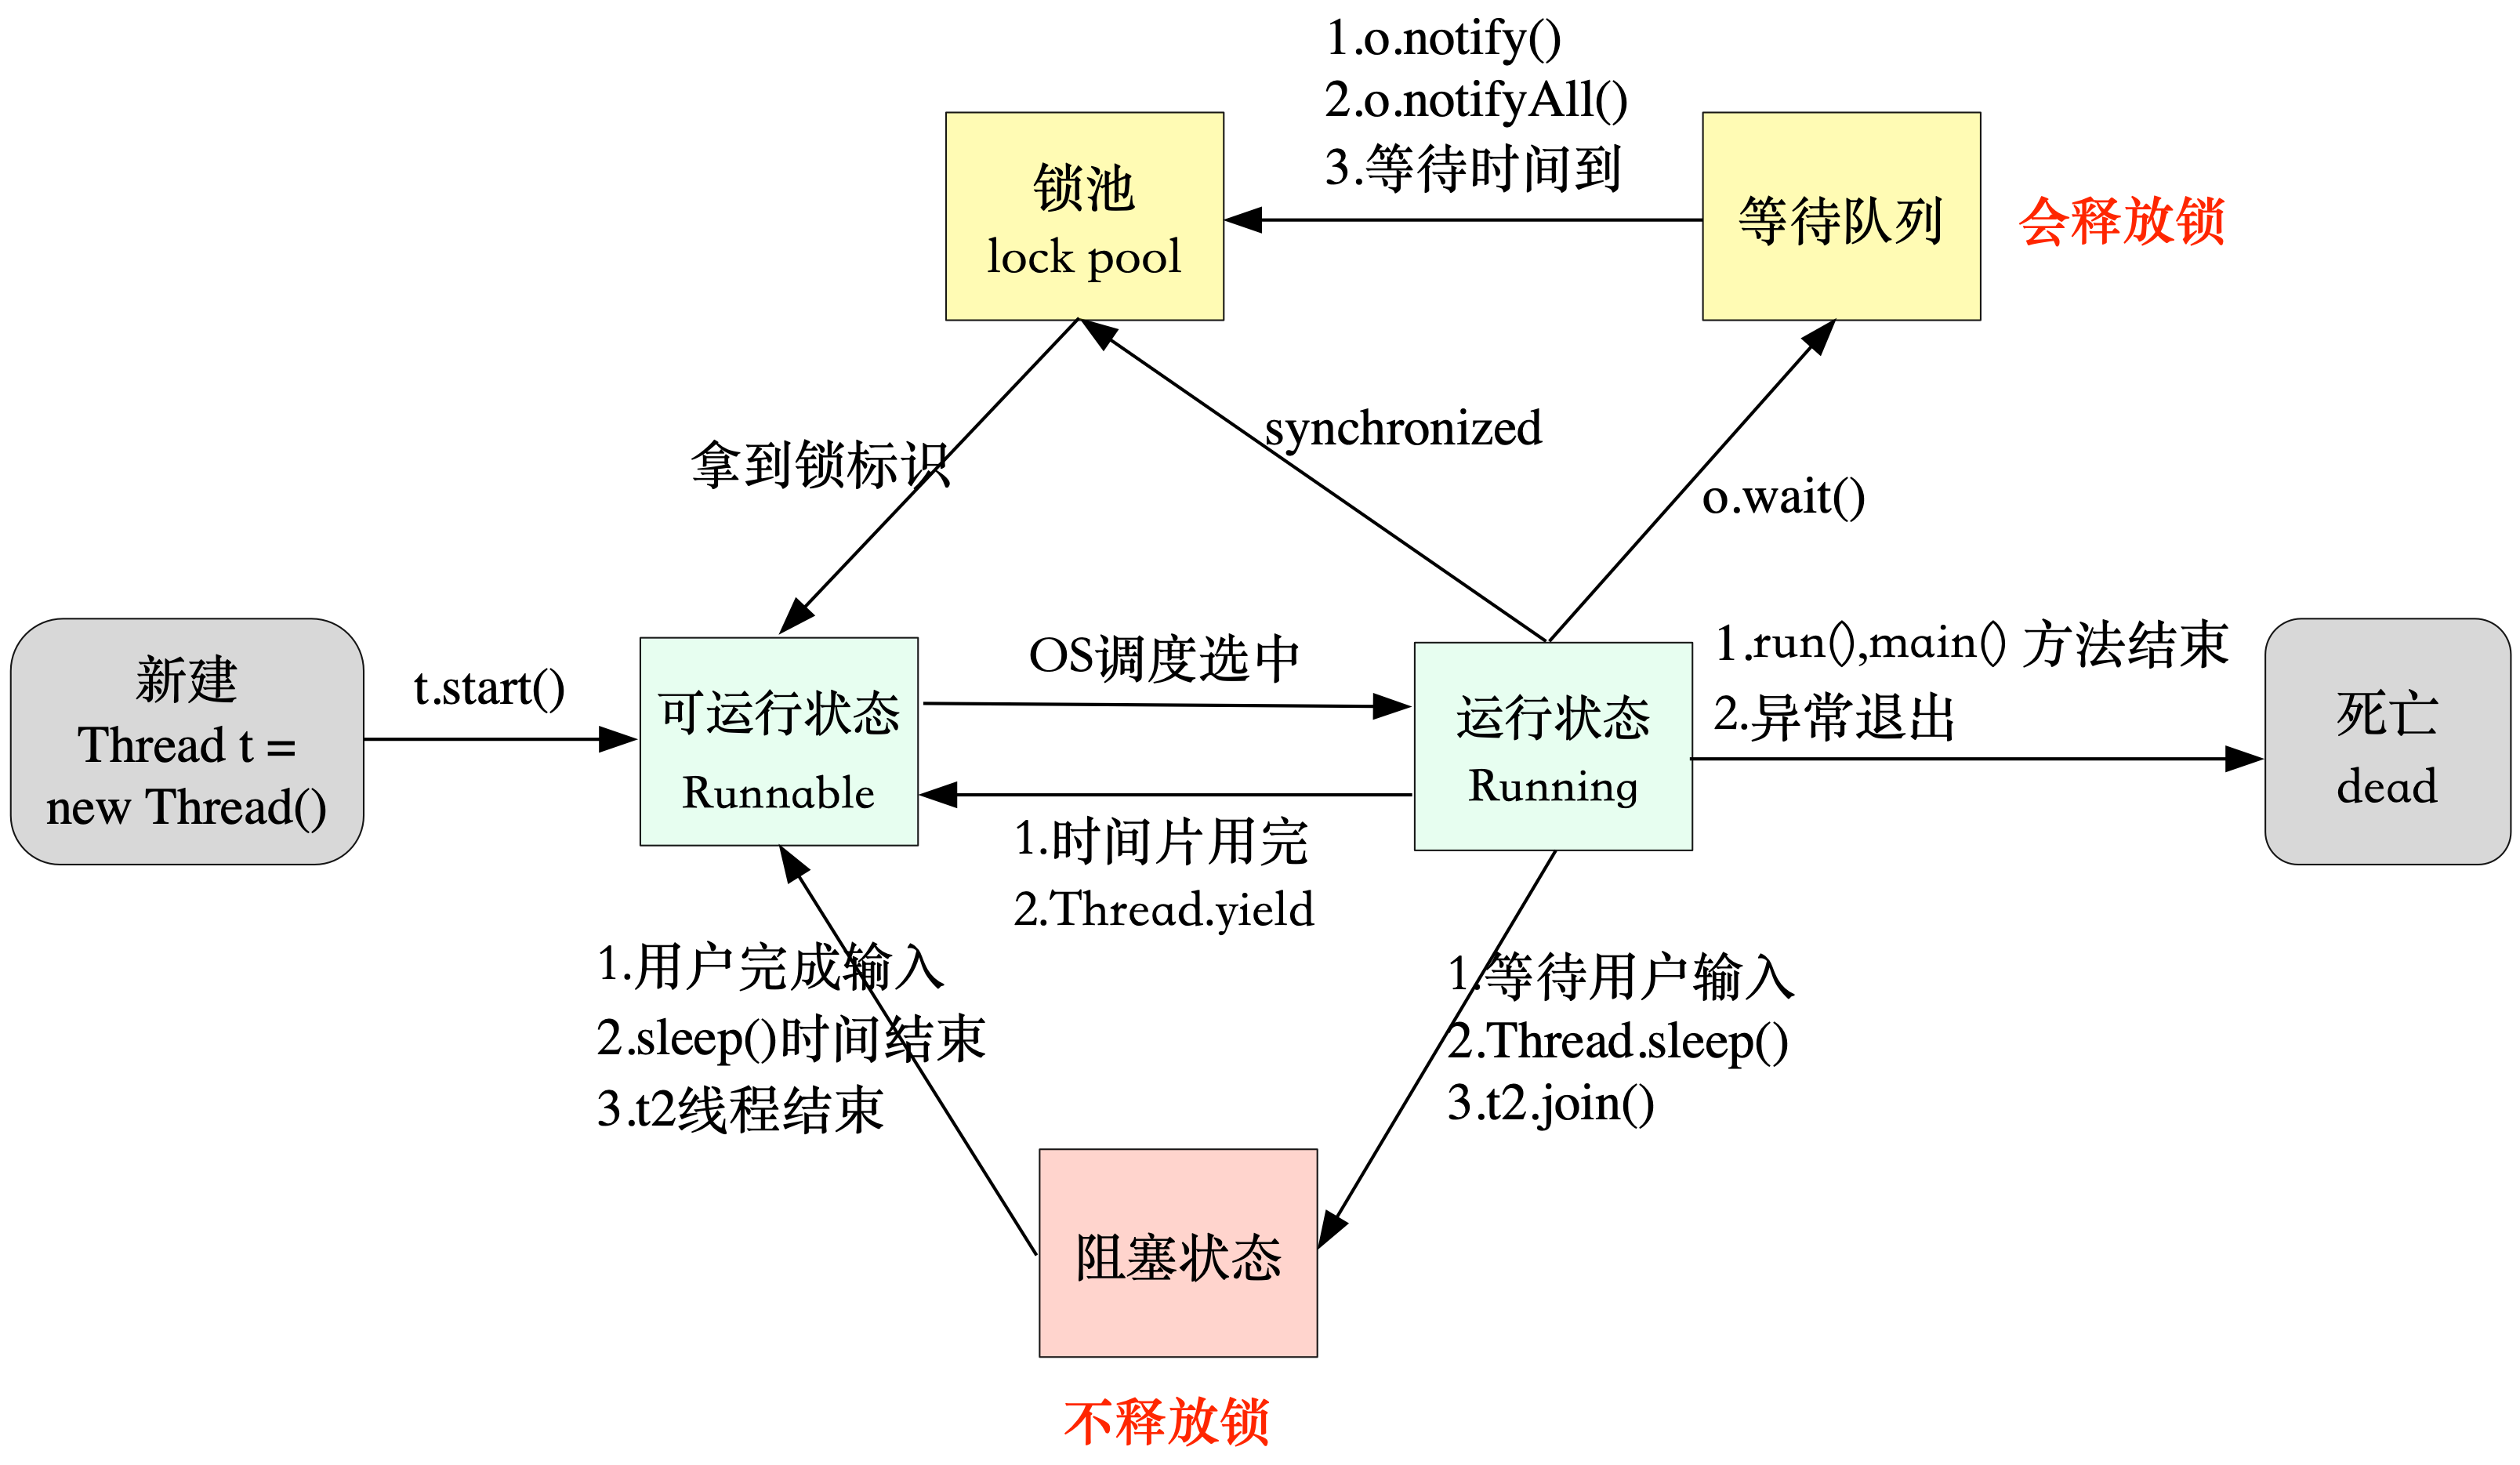 1.o.notify()
2.o.notifyAll()
3.等待时间到
锁池
lock pool
等待队列
会释放锁
synchronized
拿到锁标识
o.wait()
新建
Thread t =
new Thread()
t.start()
可运行状态
Runnable
OS调度选中
1.时间片用完
2.Thread.yield
运行状态
Running
1.run(),main() 方法结束
2.异常退出
死亡
dead
1.用户完成输入
2.sleep()时间结束
3.t2线程结束
1.等待用户输入
2.Thread.sleep()
3.t2.join()
阻塞状态
不释放锁